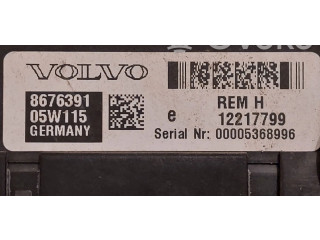 VOLVO
8676391
05W115
GERMANY
e
REM H
12217799
Serial Nr: 00005368996